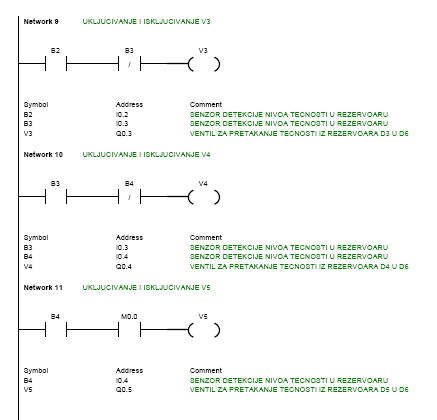 Network 9 UKLJUCIVANJE I ISKLJUCIVANJE V3
B2 B3 V3
/
Symbol Address Comment
B2 I0.2 SENZOR DETEKCIJE NIVOA TECNOSTI U REZERVOARU
B3 I0.3 SENZOR DETEKCIJE NIVOA TECNOSTI U REZERVOARU
V3 Q0.3 VENTIL ZA PRETAKANJE TECNOSTI IZ REZERVOARA D3 U D6
Network 10 UKLJUCIVANJE I ISKLJUCIVANJE V4
B3 B4 V4
/
Symbol Address Comment
B3 I0.3 SENZOR DETEKCIJE NIVOA TECNOSTI U REZERVOARU
B4 I0.4 SENZOR DETEKCIJE NIVOA TECNOSTI U REZERVOARU
V4 Q0.4 VENTIL ZA PRETAKANJE TECNOSTI IZ REZERVOARA D4 U D6
Network 11 UKLJUCIVANJE I ISKLJUCIVANJE V5
B4 M0.0 V5
Symbol Address Comment
B4 I0.4 SENZOR DETEKCIJE NIVOA TECNOSTI U REZERVOARU
V5 Q0.5 VENTIL ZA PRETAKANJE TECNOSTI IZ REZERVOARA D5 U D6